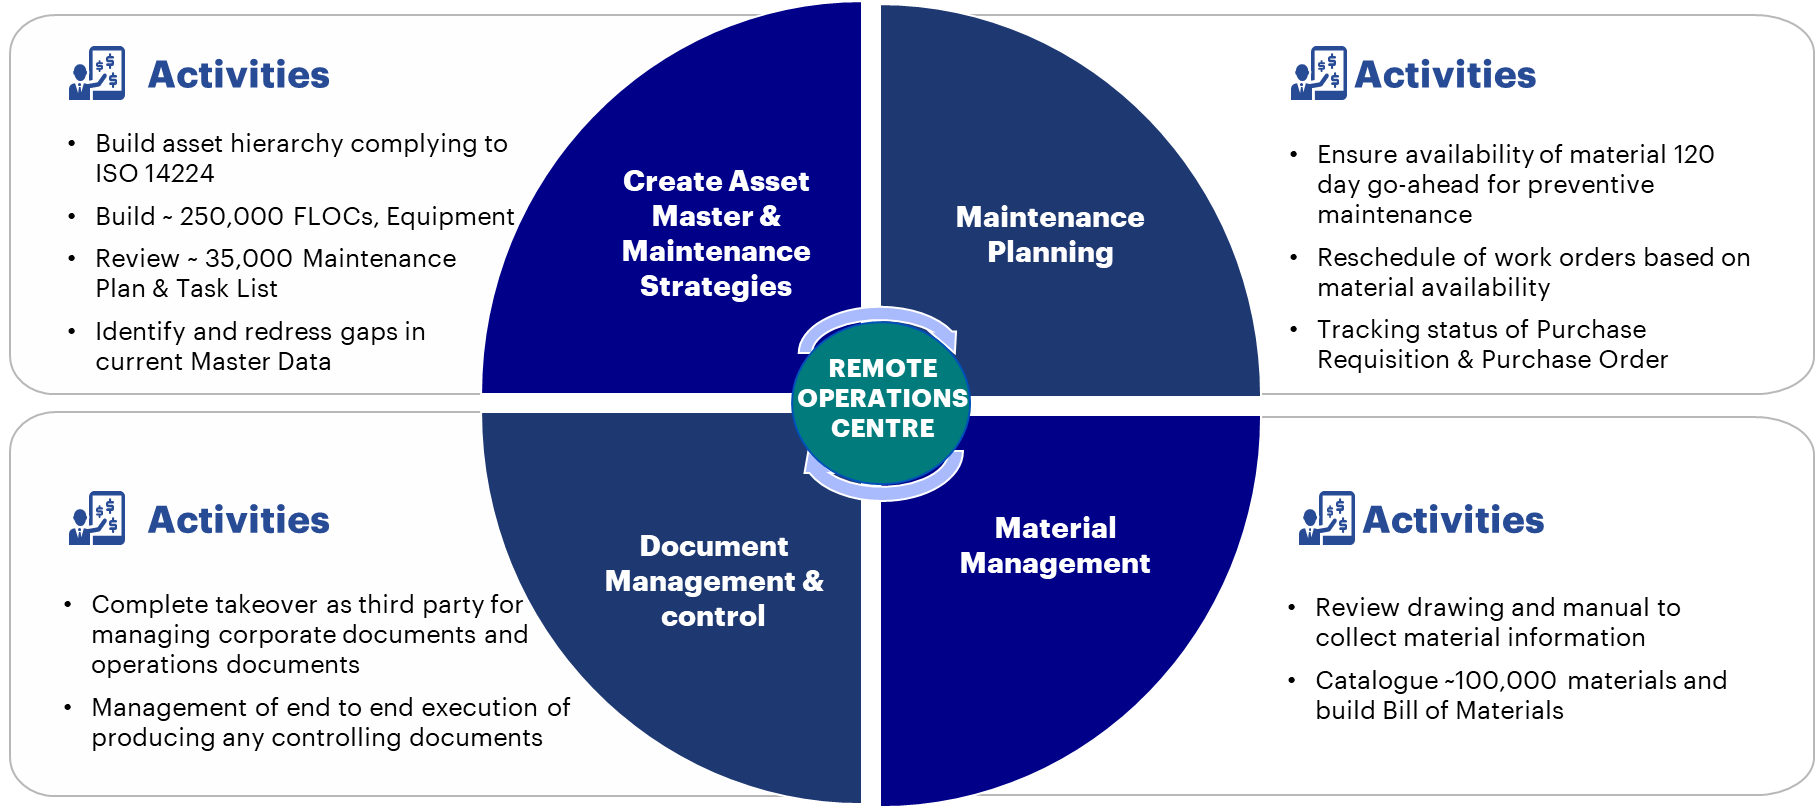 Activities
• Build asset hierarchy complying to
ISO 14224
• Build ~ 250,000 FLOCs, Equipment
• Review ~ 35,000 Maintenance
Plan & Task List
• Identify and redress gaps in
current Master Data
Create Asset
Master &
Maintenance
Strategies
Maintenance
Planning
Activities
• Ensure availability of material 120
day go-ahead for preventive
maintenance
• Reschedule of work orders based on
material availability
• Tracking status of Purchase
Requisition & Purchase Order
REMOTE
OPERATIONS
CENTRE
Activities
• Complete takeover as third party for
managing corporate documents and
operations documents
• Management of end to end execution of
producing any controlling documents
Document
Management &
control
Material
Management
Activities
• Review drawing and manual to
collect material information
• Catalogue ~100,000 materials and
build Bill of Materials